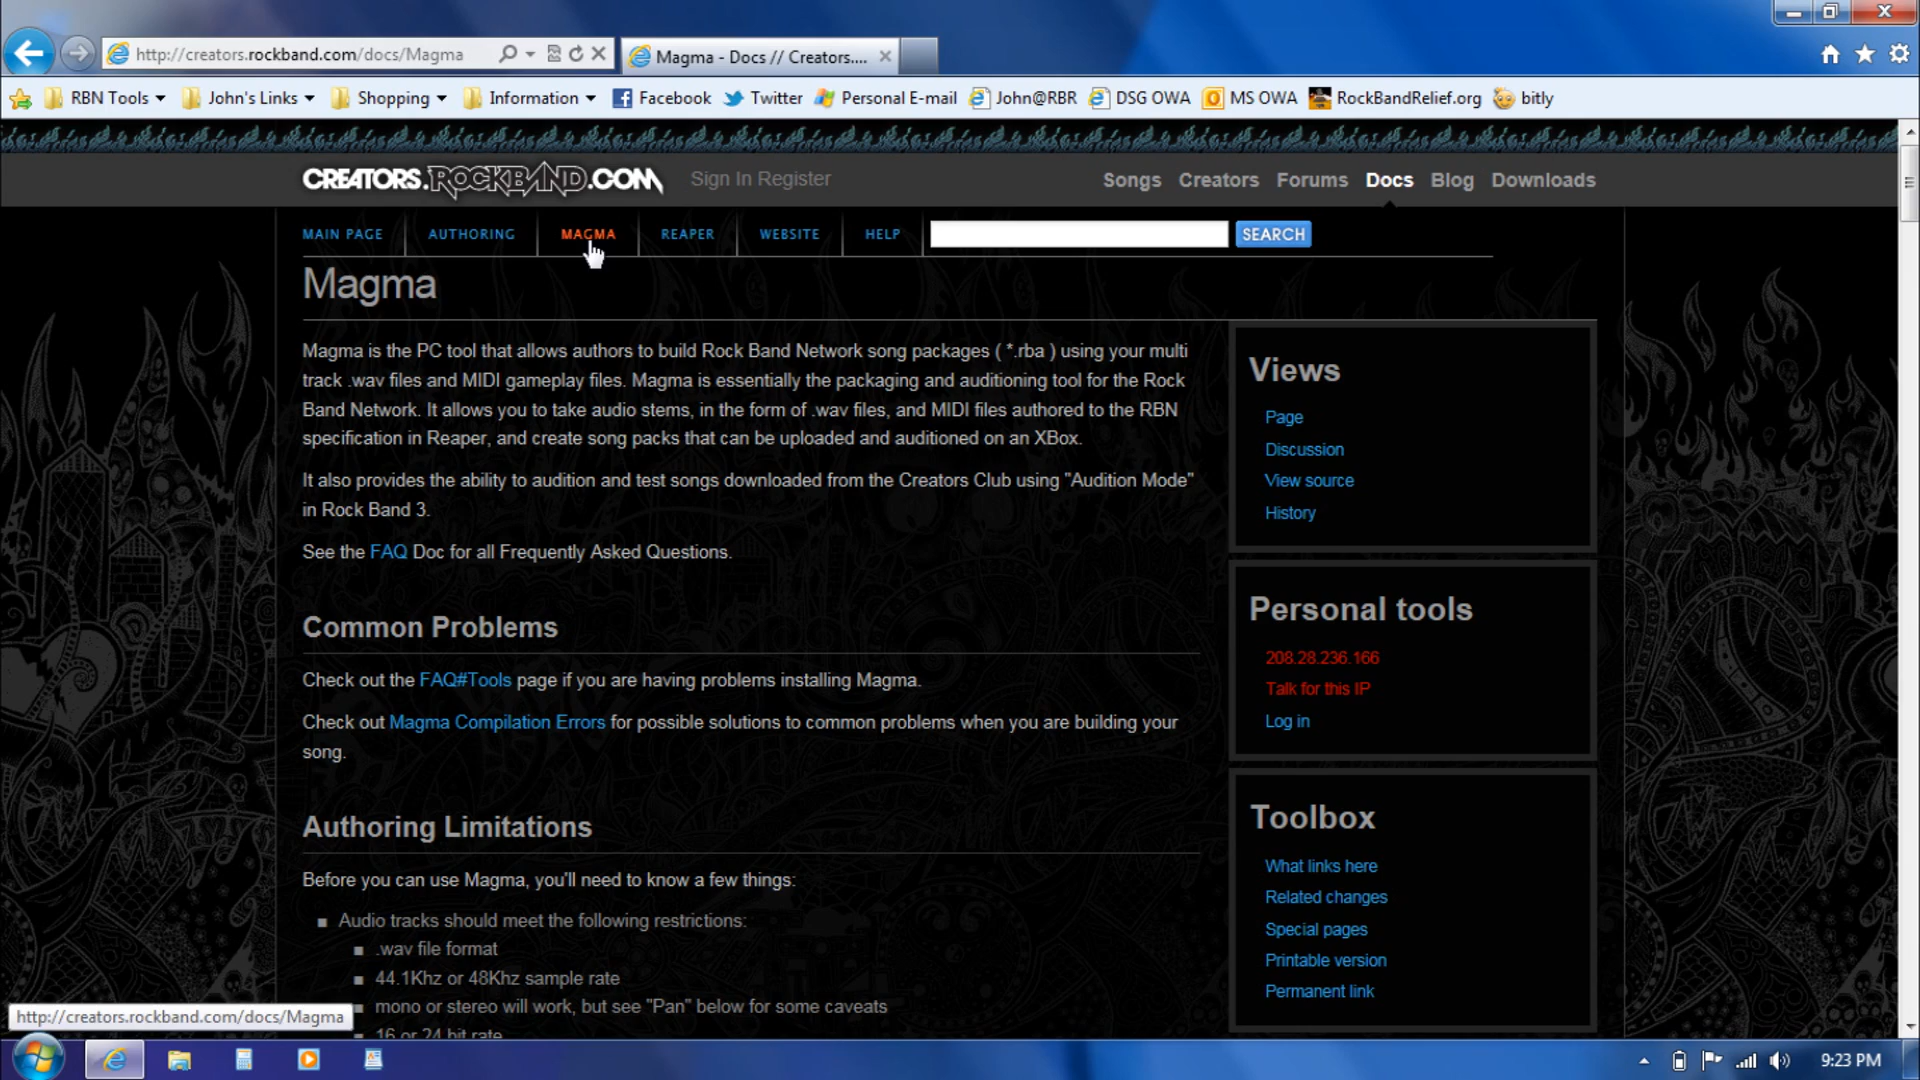 http://creators.rockband.com/docs/Magma
Magma - Docs // Creators....
RBN Tools
John's Links
Shopping
Information
Facebook
Twitter
Personal E-mail
John@RBR
DSG OWA
MS OWA
RockBandRelief.org
bitly
CREATORS.ROCKBAND.COM
Sign In Register
Songs
Creators
Forums
Docs
Blog
Downloads
MAIN PAGE
AUTHORING
MAGMA
REAPER
WEBSITE
HELP
SEARCH
Magma
Magma is the PC tool that allows authors to build Rock Band Network song packages ( *.rba ) using your multi
track .wav files and MIDI gameplay files. Magma is essentially the packaging and auditioning tool for the Rock
Band Network. It allows you to take audio stems, in the form of .wav files, and MIDI files authored to the RBN
specification in Reaper, and create song packs that can be uploaded and auditioned on an XBox.
It also provides the ability to audition and test songs downloaded from the Creators Club using "Audition Mode"
in Rock Band 3.
See the FAQ Doc for all Frequently Asked Questions.
Common Problems
Check out the FAQ#Tools page if you are having problems installing Magma.
Check out Magma Compilation Errors for possible solutions to common problems when you are building your
song.
Authoring Limitations
Before you can use Magma, you'll need to know a few things:
Audio tracks should meet the following restrictions:
.wav file format
44.1Khz or 48Khz sample rate
mono or stereo will work, but see "Pan" below for some caveats
16 or 24 bit rate
Views
Page
Discussion
View source
History
Personal tools
208.28.236.166
Talk for this IP
Log in
Toolbox
What links here
Related changes
Special pages
Printable version
Permanent link
http://creators.rockband.com/docs/Magma
9:23 PM